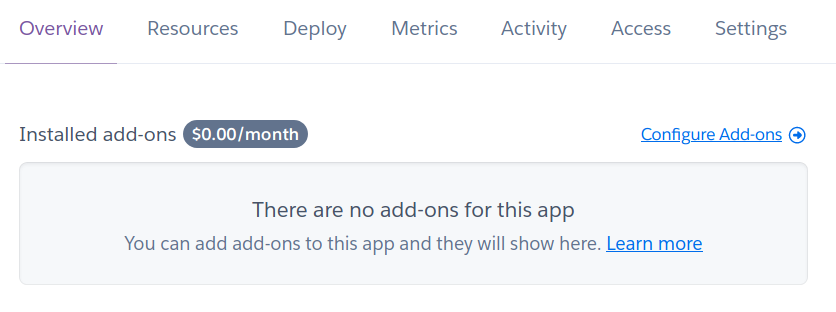 Overview Resources Deploy Metrics Activity Access Settings
Installed add-ons $0.00/month Configure Add-ons
There are no add-ons for this app
You can add add-ons to this app and they will show here. Learn more